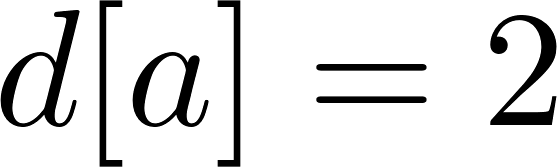 d[a] = 2